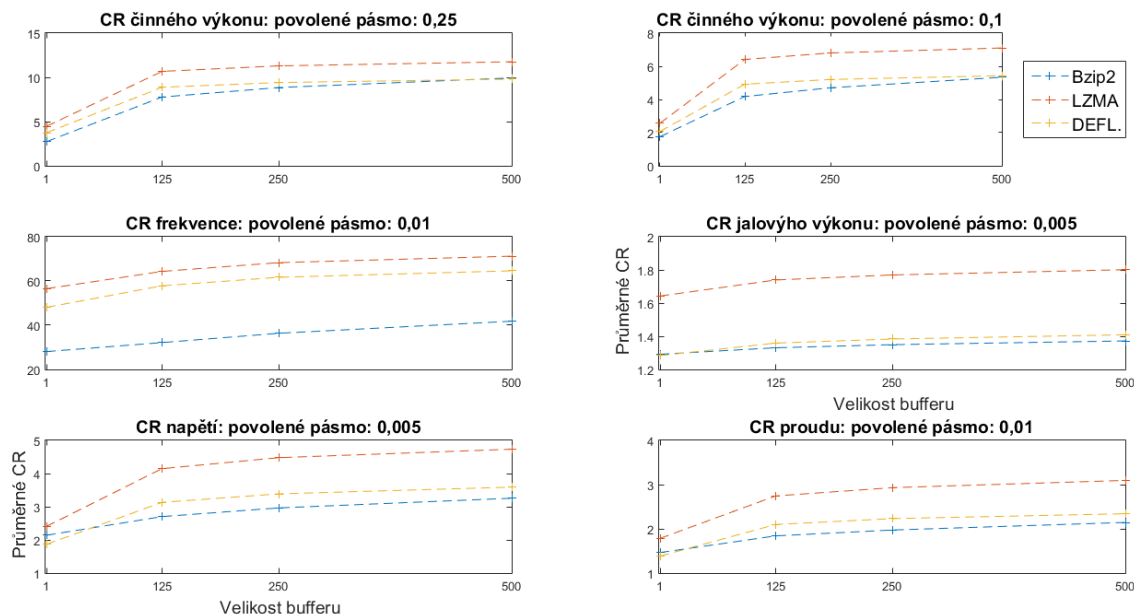 CR činného výkonu: povolené pásmo: 0,25
15
10
5
0
1 125 250 500
CR činného výkonu: povolené pásmo: 0,1
8
6
4
2
0
1 125 250 500
Bzip2
LZMA
DEFL.
CR frekvence: povolené pásmo: 0,01
80
60
40
20
1 125 250 500
CR jalovýho výkonu: povolené pásmo: 0,005
Průměrné CR
2
1.8
1.6
1.4
1.2
1 125 250 500
Velikost bufferu
CR napětí: povolené pásmo: 0,005
Průměrné CR
5
4
3
2
1
1 125 250 500
Velikost bufferu
CR proudu: povolené pásmo: 0,01
4
3
2
1
1 125 250 500